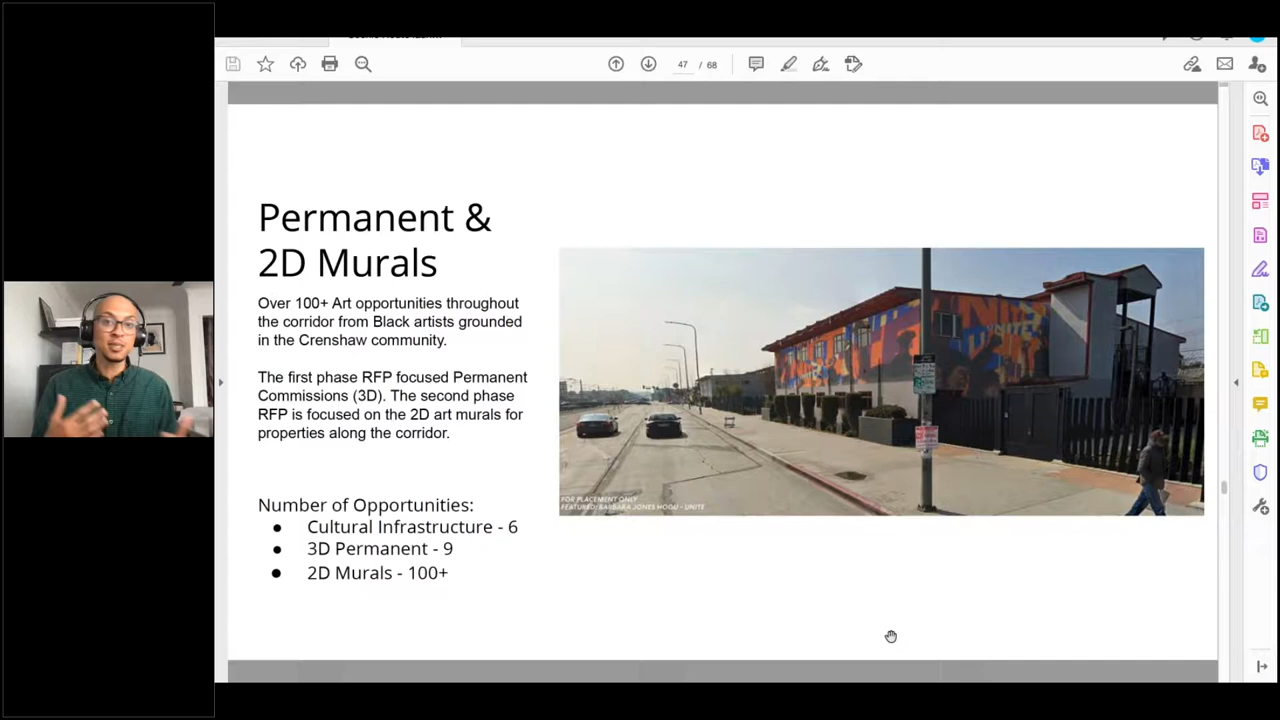 47 / 68
Permanent &
2D Murals
Over 100+ Art opportunities throughout
the corridor from Black artists grounded
in the Crenshaw community.
The first phase RFP focused Permanent
Commissions (3D). The second phase
RFP is focused on the 2D art murals for
properties along the corridor.
Number of Opportunities:
● Cultural Infrastructure - 6
● 3D Permanent - 9
● 2D Murals - 100+
UNITE
FOR PLACEMENT ONLY
FEATURED: BARBARA JONES HOGU - UNITE